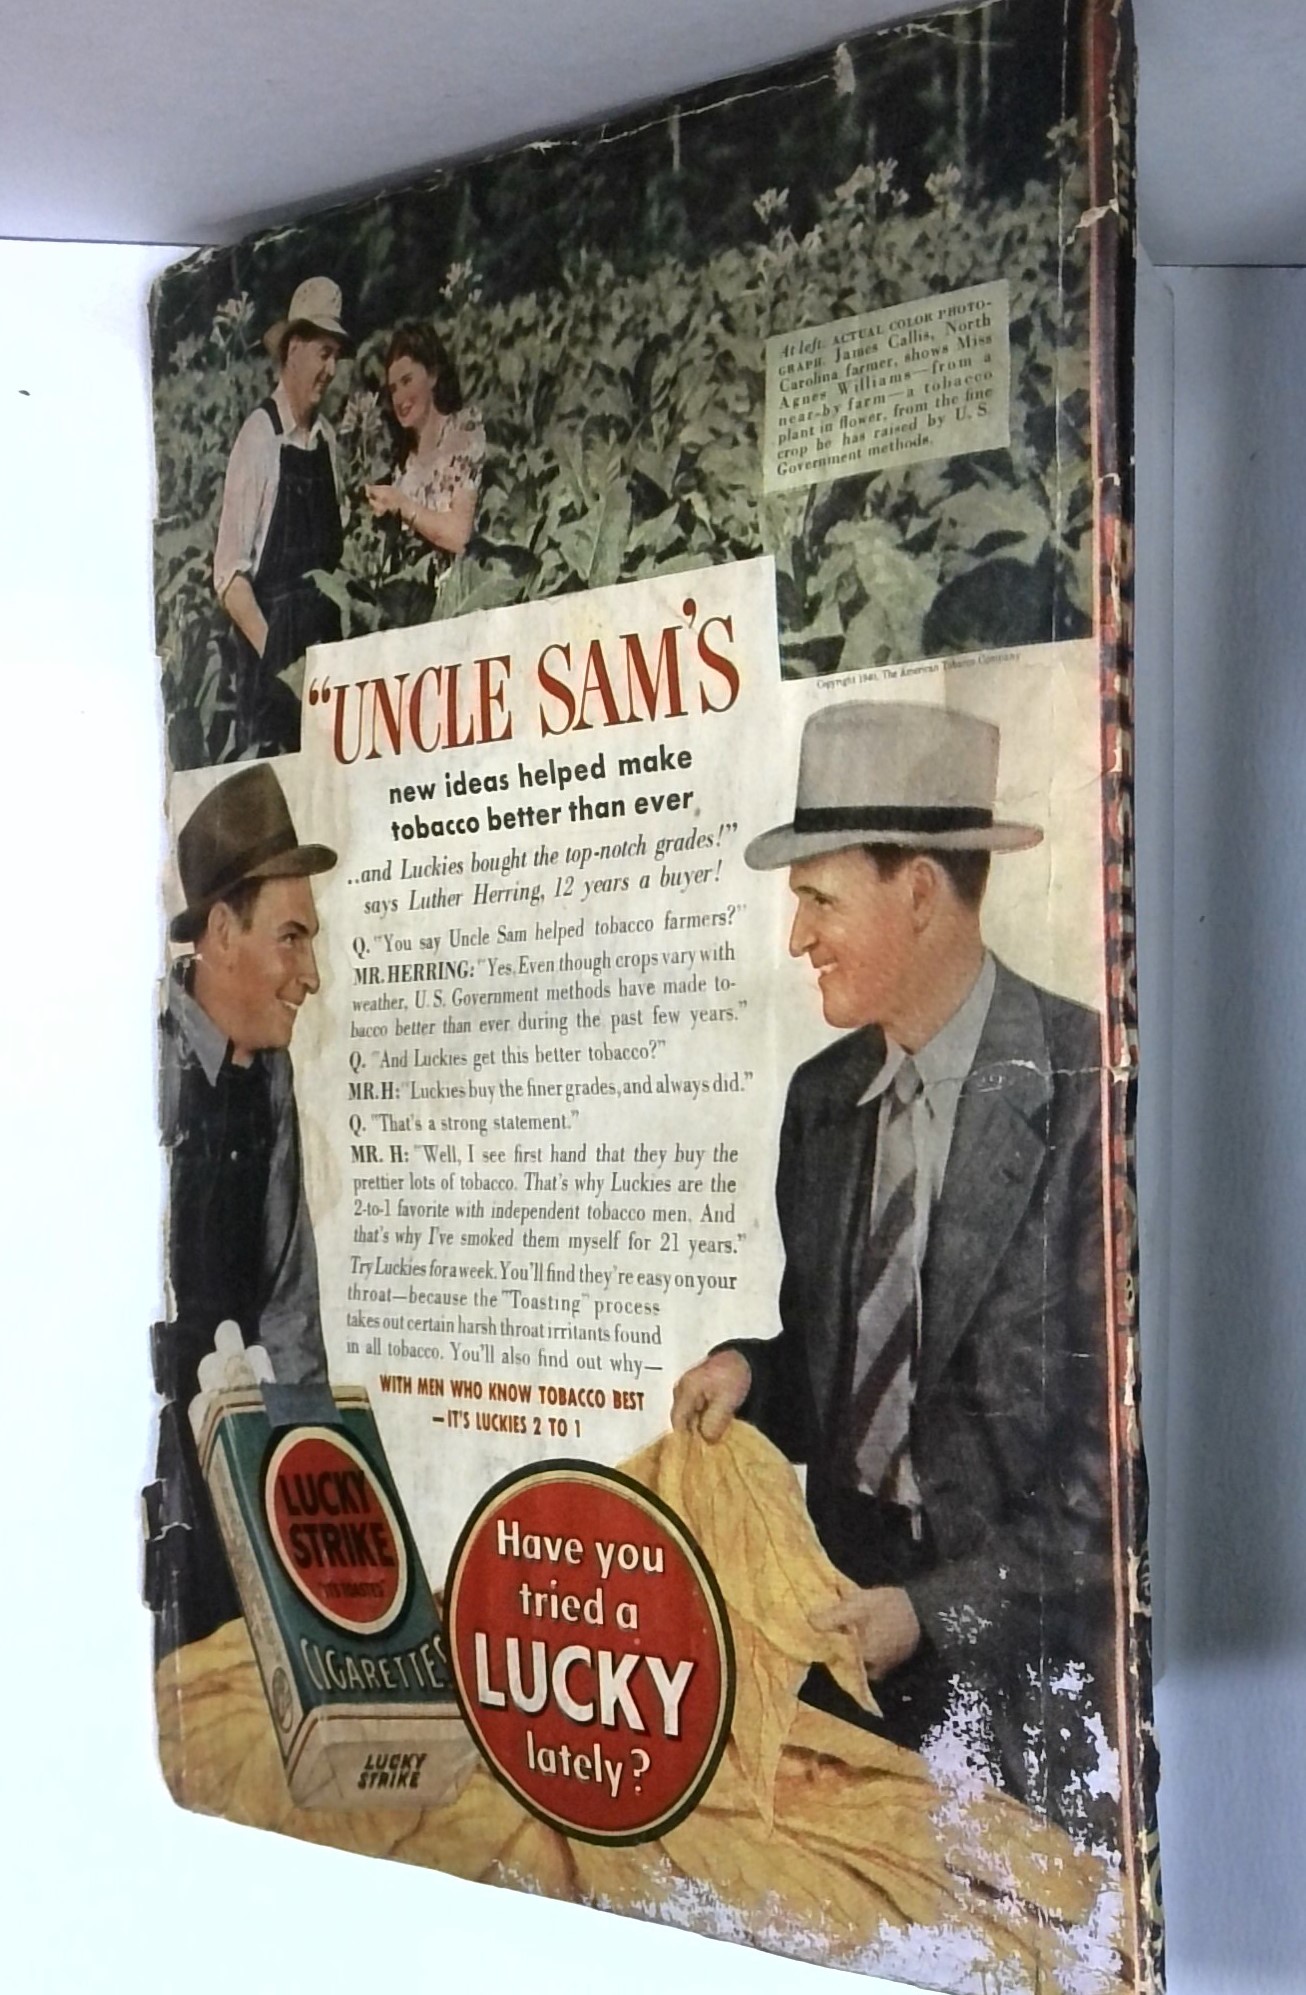 At left. ACTUAL COLOR PHOTO-
GRAPH. James Callis, North
Carolina farmer, shows Miss
Agnes Williams—from a
near-by farm—a tobacco
plant in flower, from the fine
crop he has raised by U. S.
Government methods.
Copyright 1940, The American Tobacco Company
“UNCLE SAM'S
new ideas helped make
tobacco better than ever
..and Luckies bought the top-notch grades!”
says Luther Herring, 12 years a buyer!
Q. "You say Uncle Sam helped tobacco farmers?"
MR. HERRING: "Yes. Even though crops vary with
weather, U. S. Government methods have made to-
bacco better than ever during the past few years."
Q. "And Luckies get this better tobacco?"
MR. H: "Luckies buy the finer grades, and always did."
Q. "That's a strong statement."
MR. H: "Well, I see first hand that they buy the
prettier lots of tobacco. That's why Luckies are the
2-to-1 favorite with independent tobacco men. And
that's why I've smoked them myself for 21 years."
Try Luckies for a week. You'll find they're easy on your
throat—because the "Toasting" process
takes out certain harsh throat irritants found
in all tobacco. You'll also find out why—
WITH MEN WHO KNOW TOBACCO BEST
—IT'S LUCKIES 2 TO 1
LUCKY
STRIKE
"IT'S TOASTED"
CIGARETTES
LUCKY
STRIKE
Have you
tried a
LUCKY
lately?